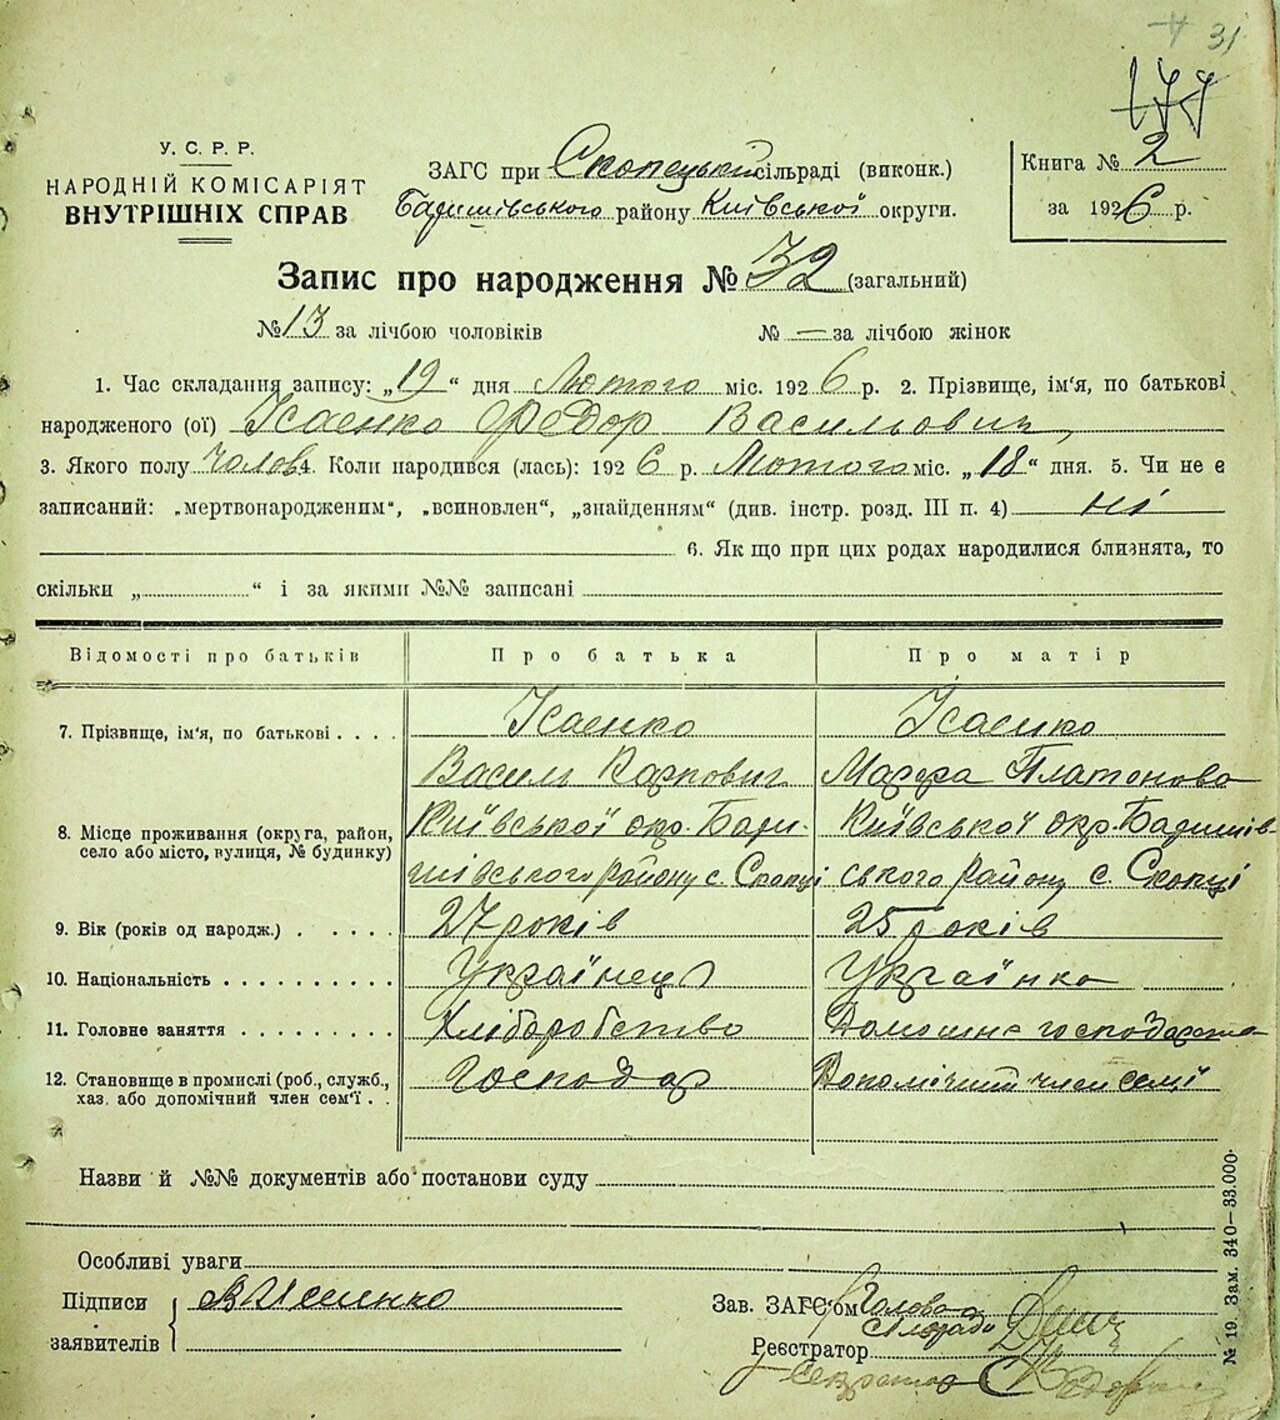 31
177
У. С. Р. Р.
НАРОДНІЙ КОМІСАРІЯТ
ВНУТРІШНІХ СПРАВ
ЗАГС при Скопецькій сільраді (виконк.)
Баришівського району Київської округи.
Книга № 2
за 1926 р.
Запис про народження № 32 (загальний)
№ 13 за лічбою чоловіків № — за лічбою жінок
1. Час складання запису: „19“ дня Лютого міс. 1926 р. 2. Прізвище, ім'я, по батькові
народженого (ої) Ісаенко Федор Васильович,
3. Якого полу Чолов 4. Коли народився (лась): 1926 р. Лютого міс. „18“ дня. 5. Чи не є
записаний: „мертвонародженим“, „всиновлен“, „знайденням“ (див. інстр. розд. III п. 4) ні
6. Як що при цих родах народилися близнята, то
скільки „ “ і за якими №№ записані
Відомості про батьків Про батька Про матір
7. Прізвище, ім'я, по батькові . . . . Ісаенко Ісаенко
Василь Карпович Марфа Платонова
8. Місце проживання (округа, район, село або місто, вулиця, № будинку) Київської окр. Бари- Київської окр. Баришів-
шівського району с. Скопці ського району с. Скопці
9. Вік (років од народж.) . . . . . 27 років 25 років
10. Національність . . . . . . . . . . Українець Українка
11. Головне заняття . . . . . . . . . Хліборобство Домашне господарство
12. Становище в промислі (роб., служб., хаз. або допомічний член сем'ї . . Господар Допомічний член семї
Назви й №№ документів або постанови суду
Особливі уваги
Підписи заявителів
Зав. ЗАГС'ом Голова
сільради
Реєстратор
Секретар
№ 19. Зам. 340—33.000.